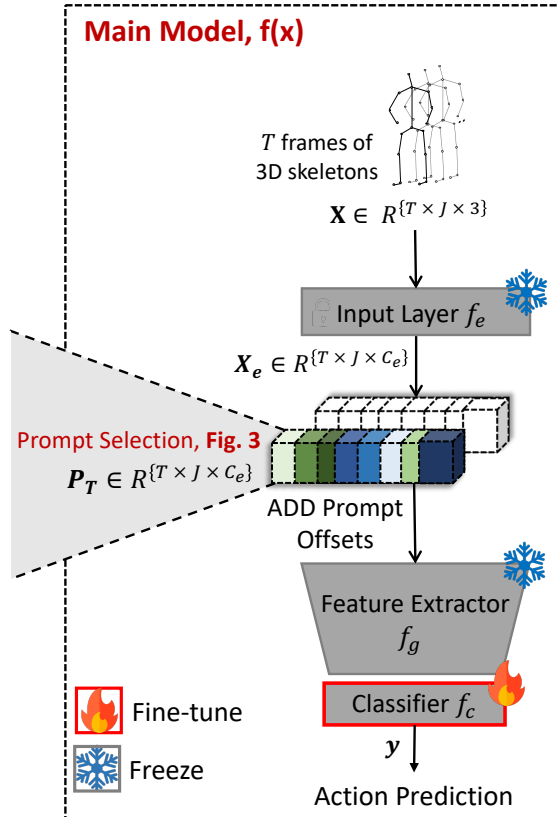 Main Model, f(x)
T frames of
3D skeletons
X ∈ R^{T × J × 3}
Input Layer f_e
X_e ∈ R^{T × J × C_e}
Prompt Selection, Fig. 3
P_T ∈ R^{T × J × C_e}
ADD Prompt
Offsets
Feature Extractor
f_g
Classifier f_c
Fine-tune
y
Freeze
Action Prediction